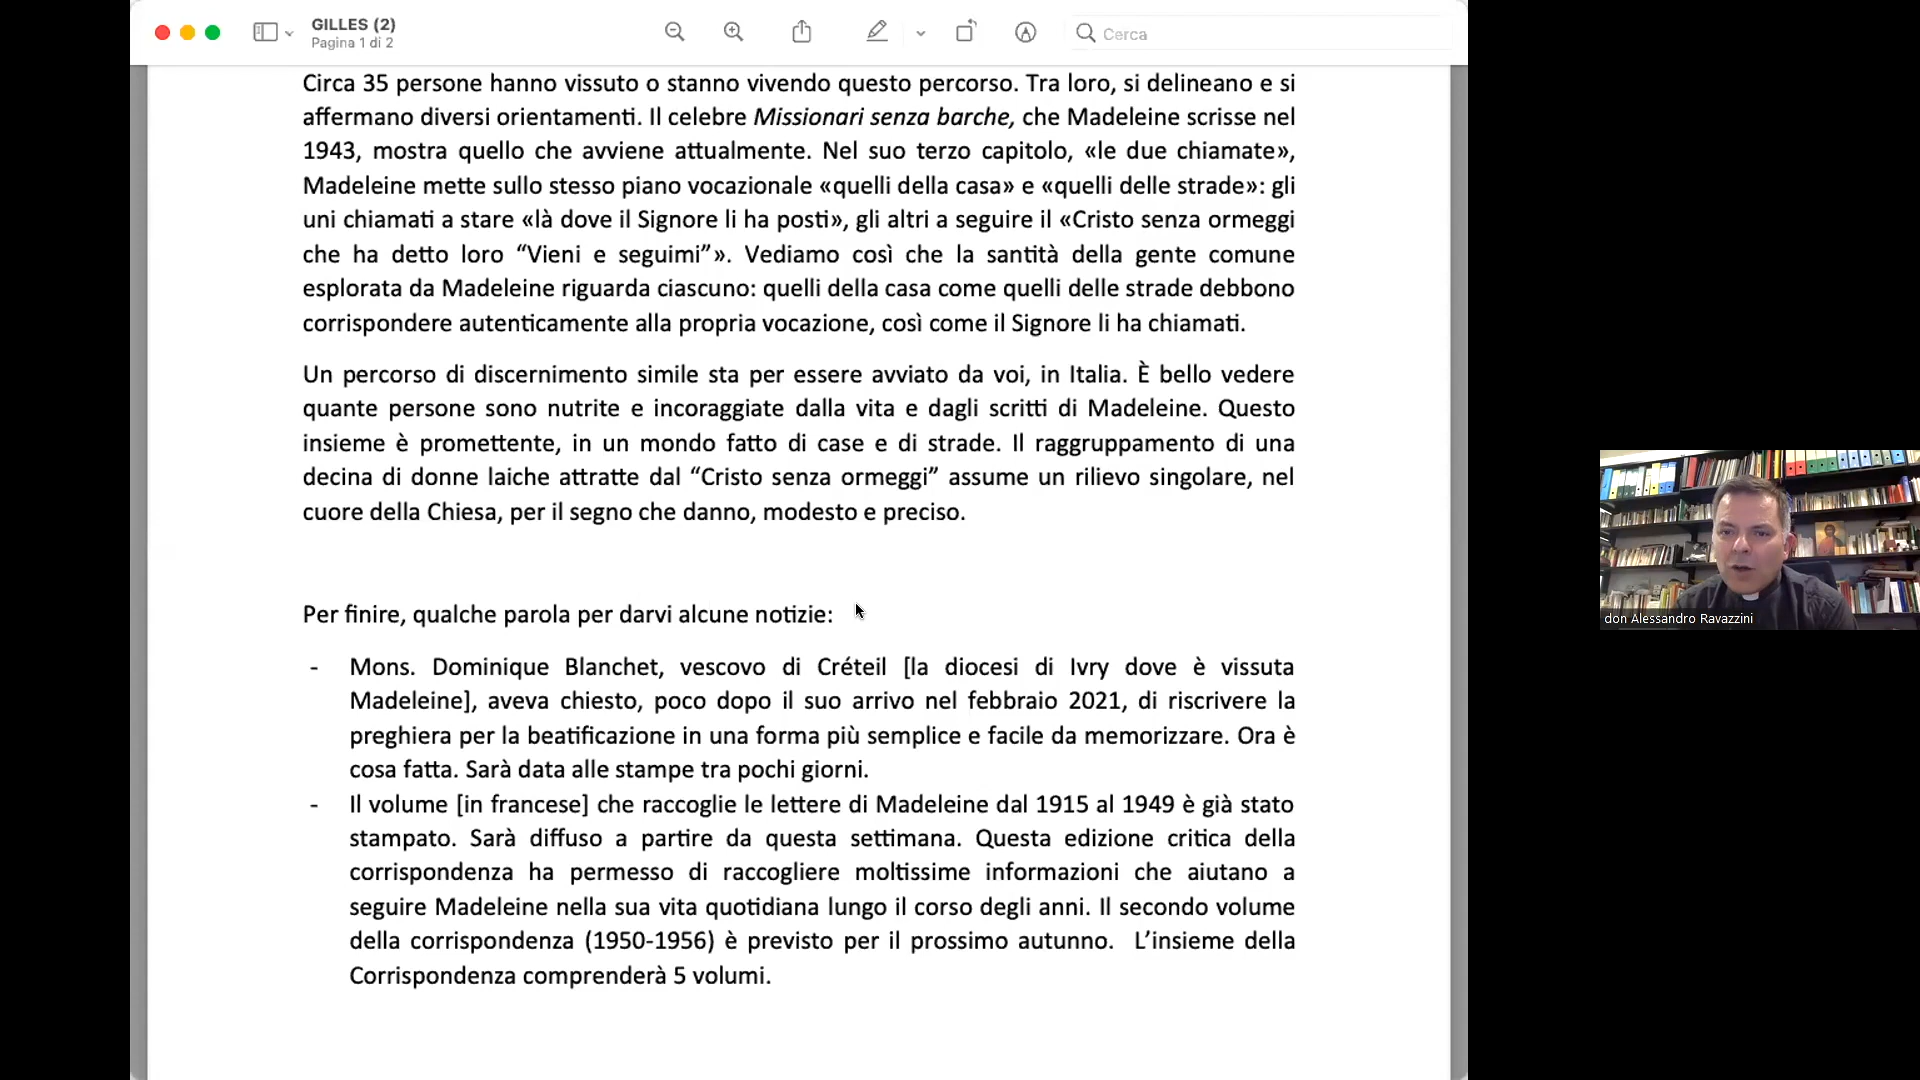 GILLES (2)
Pagina 1 di 2
Cerca
Circa 35 persone hanno vissuto o stanno vivendo questo percorso. Tra loro, si delineano e si
affermano diversi orientamenti. Il celebre Missionari senza barche, che Madeleine scrisse nel
1943, mostra quello che avviene attualmente. Nel suo terzo capitolo, «le due chiamate»,
Madeleine mette sullo stesso piano vocazionale «quelli della casa» e «quelli delle strade»: gli
uni chiamati a stare «là dove il Signore li ha posti», gli altri a seguire il «Cristo senza ormeggi
che ha detto loro “Vieni e seguimi”». Vediamo così che la santità della gente comune
esplorata da Madeleine riguarda ciascuno: quelli della casa come quelli delle strade debbono
corrispondere autenticamente alla propria vocazione, così come il Signore li ha chiamati.
Un percorso di discernimento simile sta per essere avviato da voi, in Italia. È bello vedere
quante persone sono nutrite e incoraggiate dalla vita e dagli scritti di Madeleine. Questo
insieme è promettente, in un mondo fatto di case e di strade. Il raggruppamento di una
decina di donne laiche attratte dal “Cristo senza ormeggi” assume un rilievo singolare, nel
cuore della Chiesa, per il segno che danno, modesto e preciso.
Per finire, qualche parola per darvi alcune notizie:
- Mons. Dominique Blanchet, vescovo di Créteil [la diocesi di Ivry dove è vissuta
Madeleine], aveva chiesto, poco dopo il suo arrivo nel febbraio 2021, di riscrivere la
preghiera per la beatificazione in una forma più semplice e facile da memorizzare. Ora è
cosa fatta. Sarà data alle stampe tra pochi giorni.
- Il volume [in francese] che raccoglie le lettere di Madeleine dal 1915 al 1949 è già stato
stampato. Sarà diffuso a partire da questa settimana. Questa edizione critica della
corrispondenza ha permesso di raccogliere moltissime informazioni che aiutano a
seguire Madeleine nella sua vita quotidiana lungo il corso degli anni. Il secondo volume
della corrispondenza (1950-1956) è previsto per il prossimo autunno. L’insieme della
Corrispondenza comprenderà 5 volumi.
don Alessandro Ravazzini